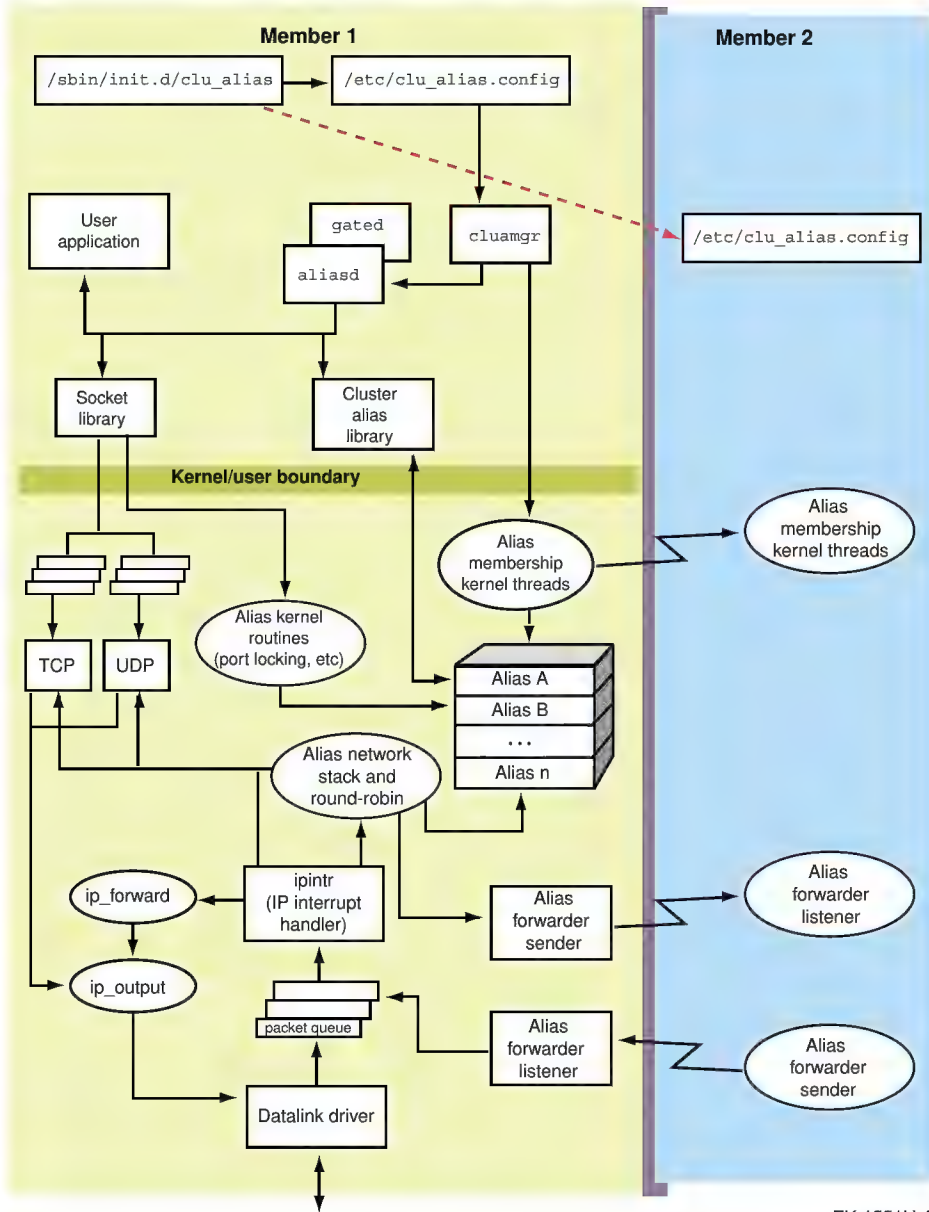 Member 1
Member 2
/sbin/init.d/clu_alias
/etc/clu_alias.config
User
application
gated
aliasd
cluamgr
/etc/clu_alias.config
Socket
library
Cluster
alias
library
Kernel/user boundary
Alias
membership
kernel threads
Alias
membership
kernel threads
Alias kernel
routines
(port locking, etc)
TCP
UDP
Alias A
Alias B
...
Alias n
Alias network
stack and
round-robin
ip_forward
ipintr
(IP interrupt
handler)
Alias
forwarder
sender
Alias
forwarder
listener
ip_output
packet queue
Alias
forwarder
listener
Alias
forwarder
sender
Datalink driver